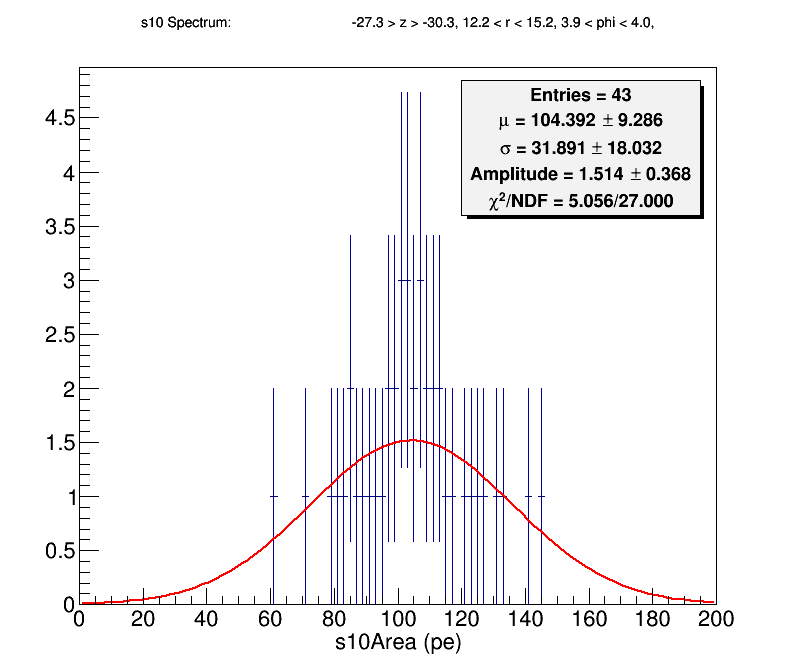 s10 Spectrum: -27.3 > z > -30.3, 12.2 < r < 15.2, 3.9 < phi < 4.0,
Entries = 43
μ = 104.392 ± 9.286
σ = 31.891 ± 18.032
Amplitude = 1.514 ± 0.368
χ²/NDF = 5.056/27.000
4.5
4
3.5
3
2.5
2
1.5
1
0.5
0
0 20 40 60 80 100 120 140 160 180 200
s10Area (pe)